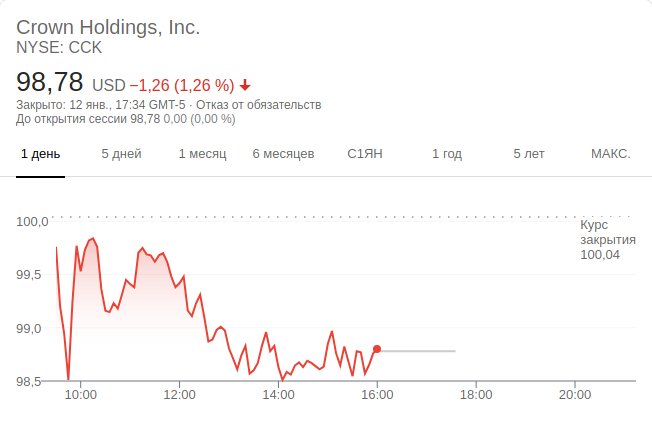 Crown Holdings, Inc.
NYSE: CCK
98,78 USD −1,26 (1,26 %)
Закрыто: 12 янв., 17:34 GMT-5 · Отказ от обязательств
До открытия сессии 98,78 0,00 (0,00 %)
1 день 5 дней 1 месяц 6 месяцев С1ЯН 1 год 5 лет МАКС.
100,0
Курс
закрытия
100,04
99,5
99,0
98,5
10:00 12:00 14:00 16:00 18:00 20:00